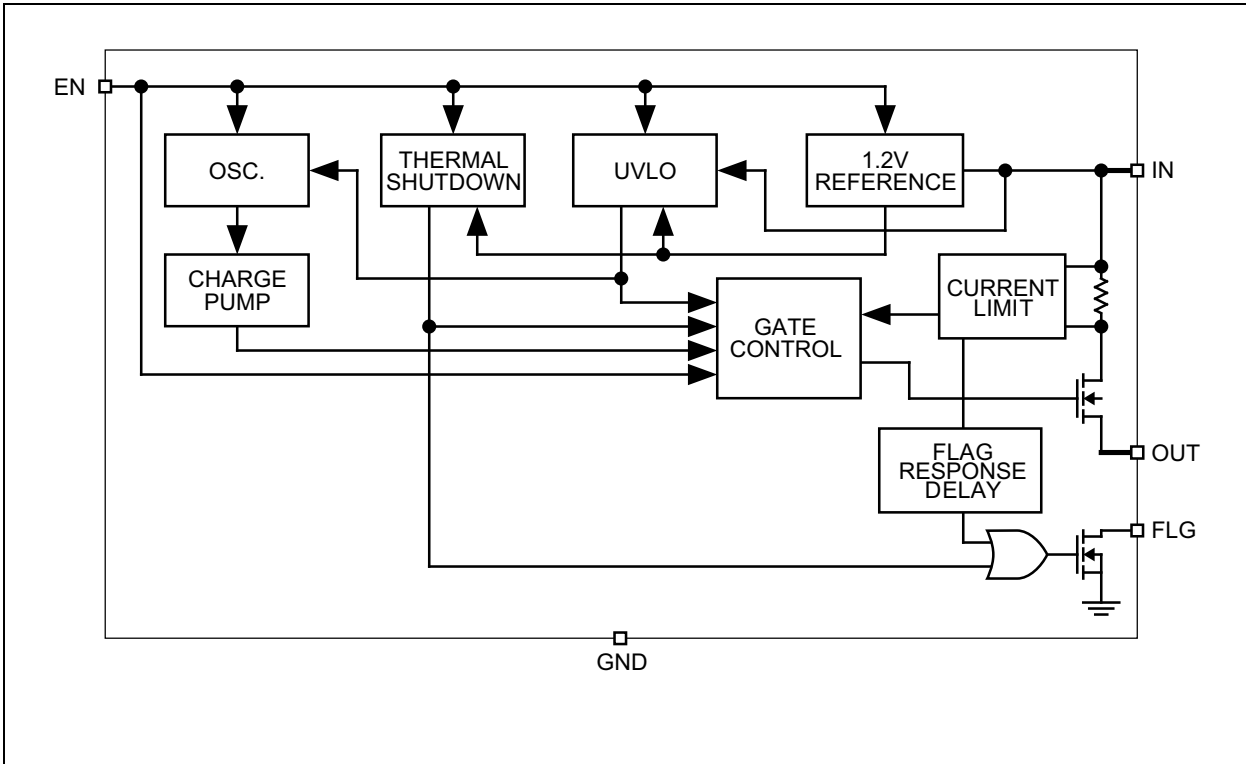 EN
OSC.
THERMAL
SHUTDOWN
UVLO
1.2V
REFERENCE
IN
CHARGE
PUMP
GATE
CONTROL
CURRENT
LIMIT
FLAG
RESPONSE
DELAY
OUT
FLG
GND